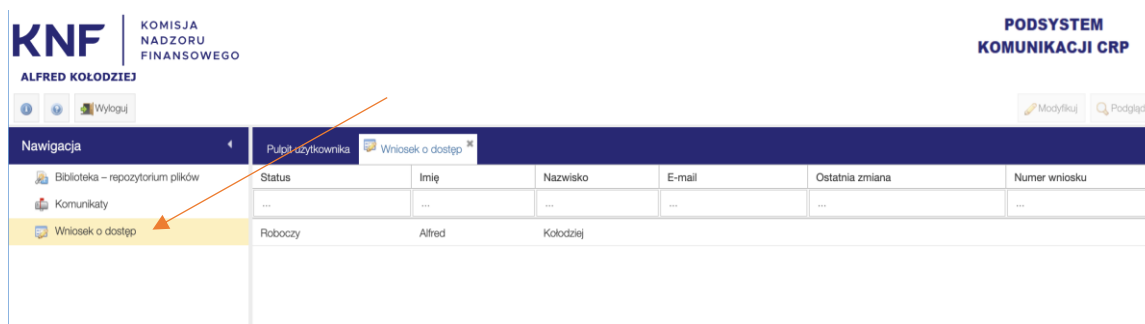 KNF
KOMISJA
NADZORU
FINANSOWEGO
PODSYSTEM
KOMUNIKACJI CRP
ALFRED KOŁODZIEJ
Wyloguj
Modyfikuj
Podgląd
Nawigacja
Pulpit użytkownika
Wniosek o dostęp
Biblioteka – repozytorium plików
Komunikaty
Wniosek o dostęp
Status Imię Nazwisko E-mail Ostatnia zmiana Numer wniosku
... ... ... ... ... ...
Roboczy Alfred Kołodziej